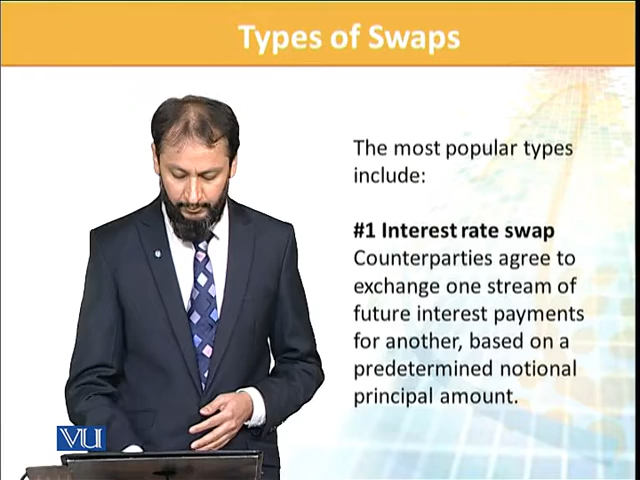 Types of Swaps
The most popular types
include:
#1 Interest rate swap
Counterparties agree to
exchange one stream of
future interest payments
for another, based on a
predetermined notional
principal amount.
VU